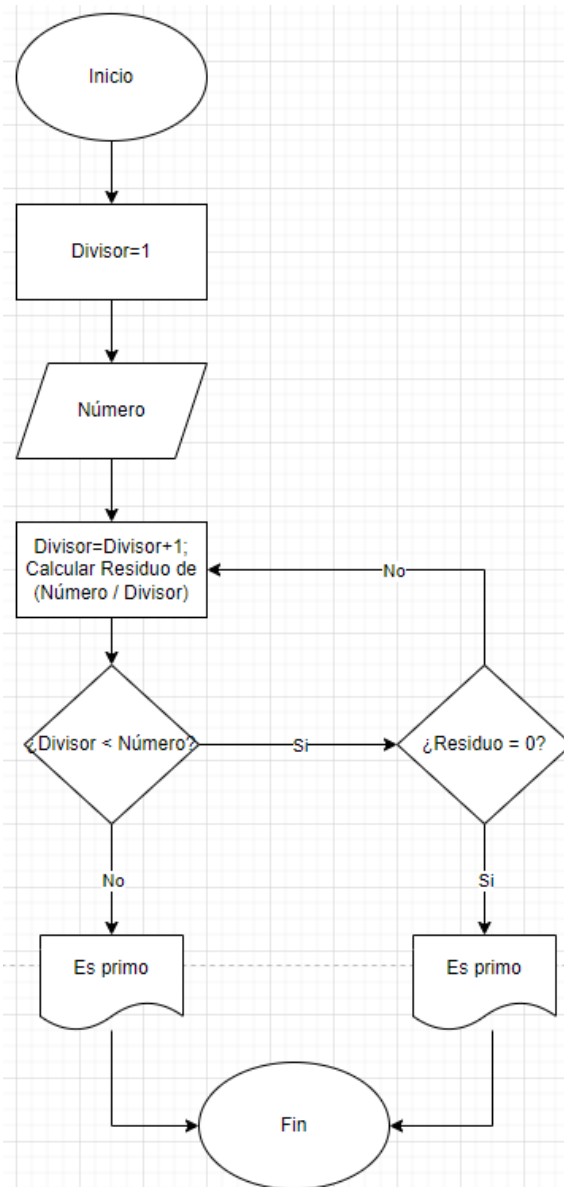 Inicio
Divisor=1
Número
Divisor=Divisor+1;
Calcular Residuo de
(Número / Divisor)
No
¿Divisor < Número?
Si
¿Residuo = 0?
No
Si
Es primo
Es primo
Fin